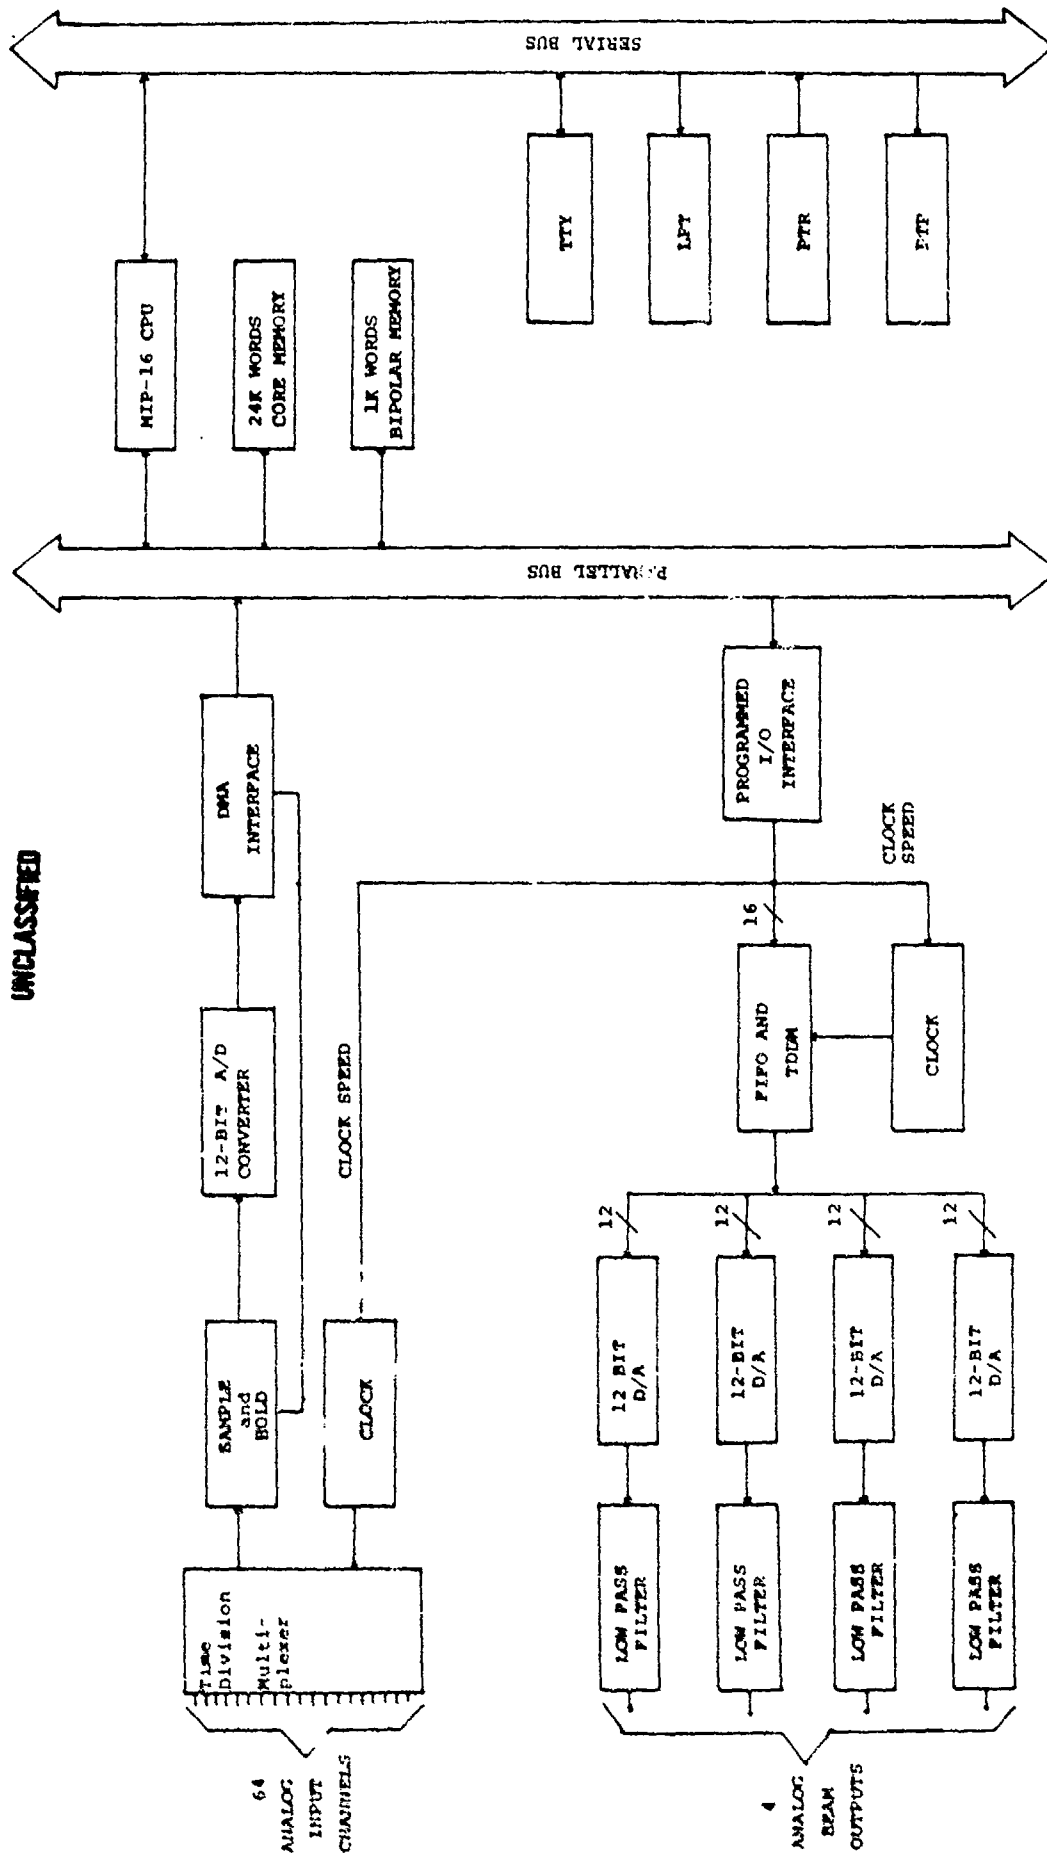 UNCLASSIFIED
64
ANALOG
INPUT
CHANNELS
Time
Division
Multi-
plexer
SAMPLE
and
HOLD
12-BIT A/D
CONVERTER
DMA
INTERFACE
CLOCK
CLOCK SPEED
MIP-16 CPU
24K WORDS
CORE MEMORY
1K WORDS
BIPOLAR MEMORY
PARALLEL BUS
SERIAL BUS
4
ANALOG
BEAM
OUTPUTS
LOW PASS
FILTER
12 BIT
D/A
12
LOW PASS
FILTER
12-BIT
D/A
12
LOW PASS
FILTER
12-BIT
D/A
12
LOW PASS
FILTER
12-BIT
D/A
12
FIFO AND
TDDM
16
CLOCK
CLOCK
SPEED
PROGRAMMED
I/O
INTERFACE
TTY
LPT
PTR
PTP